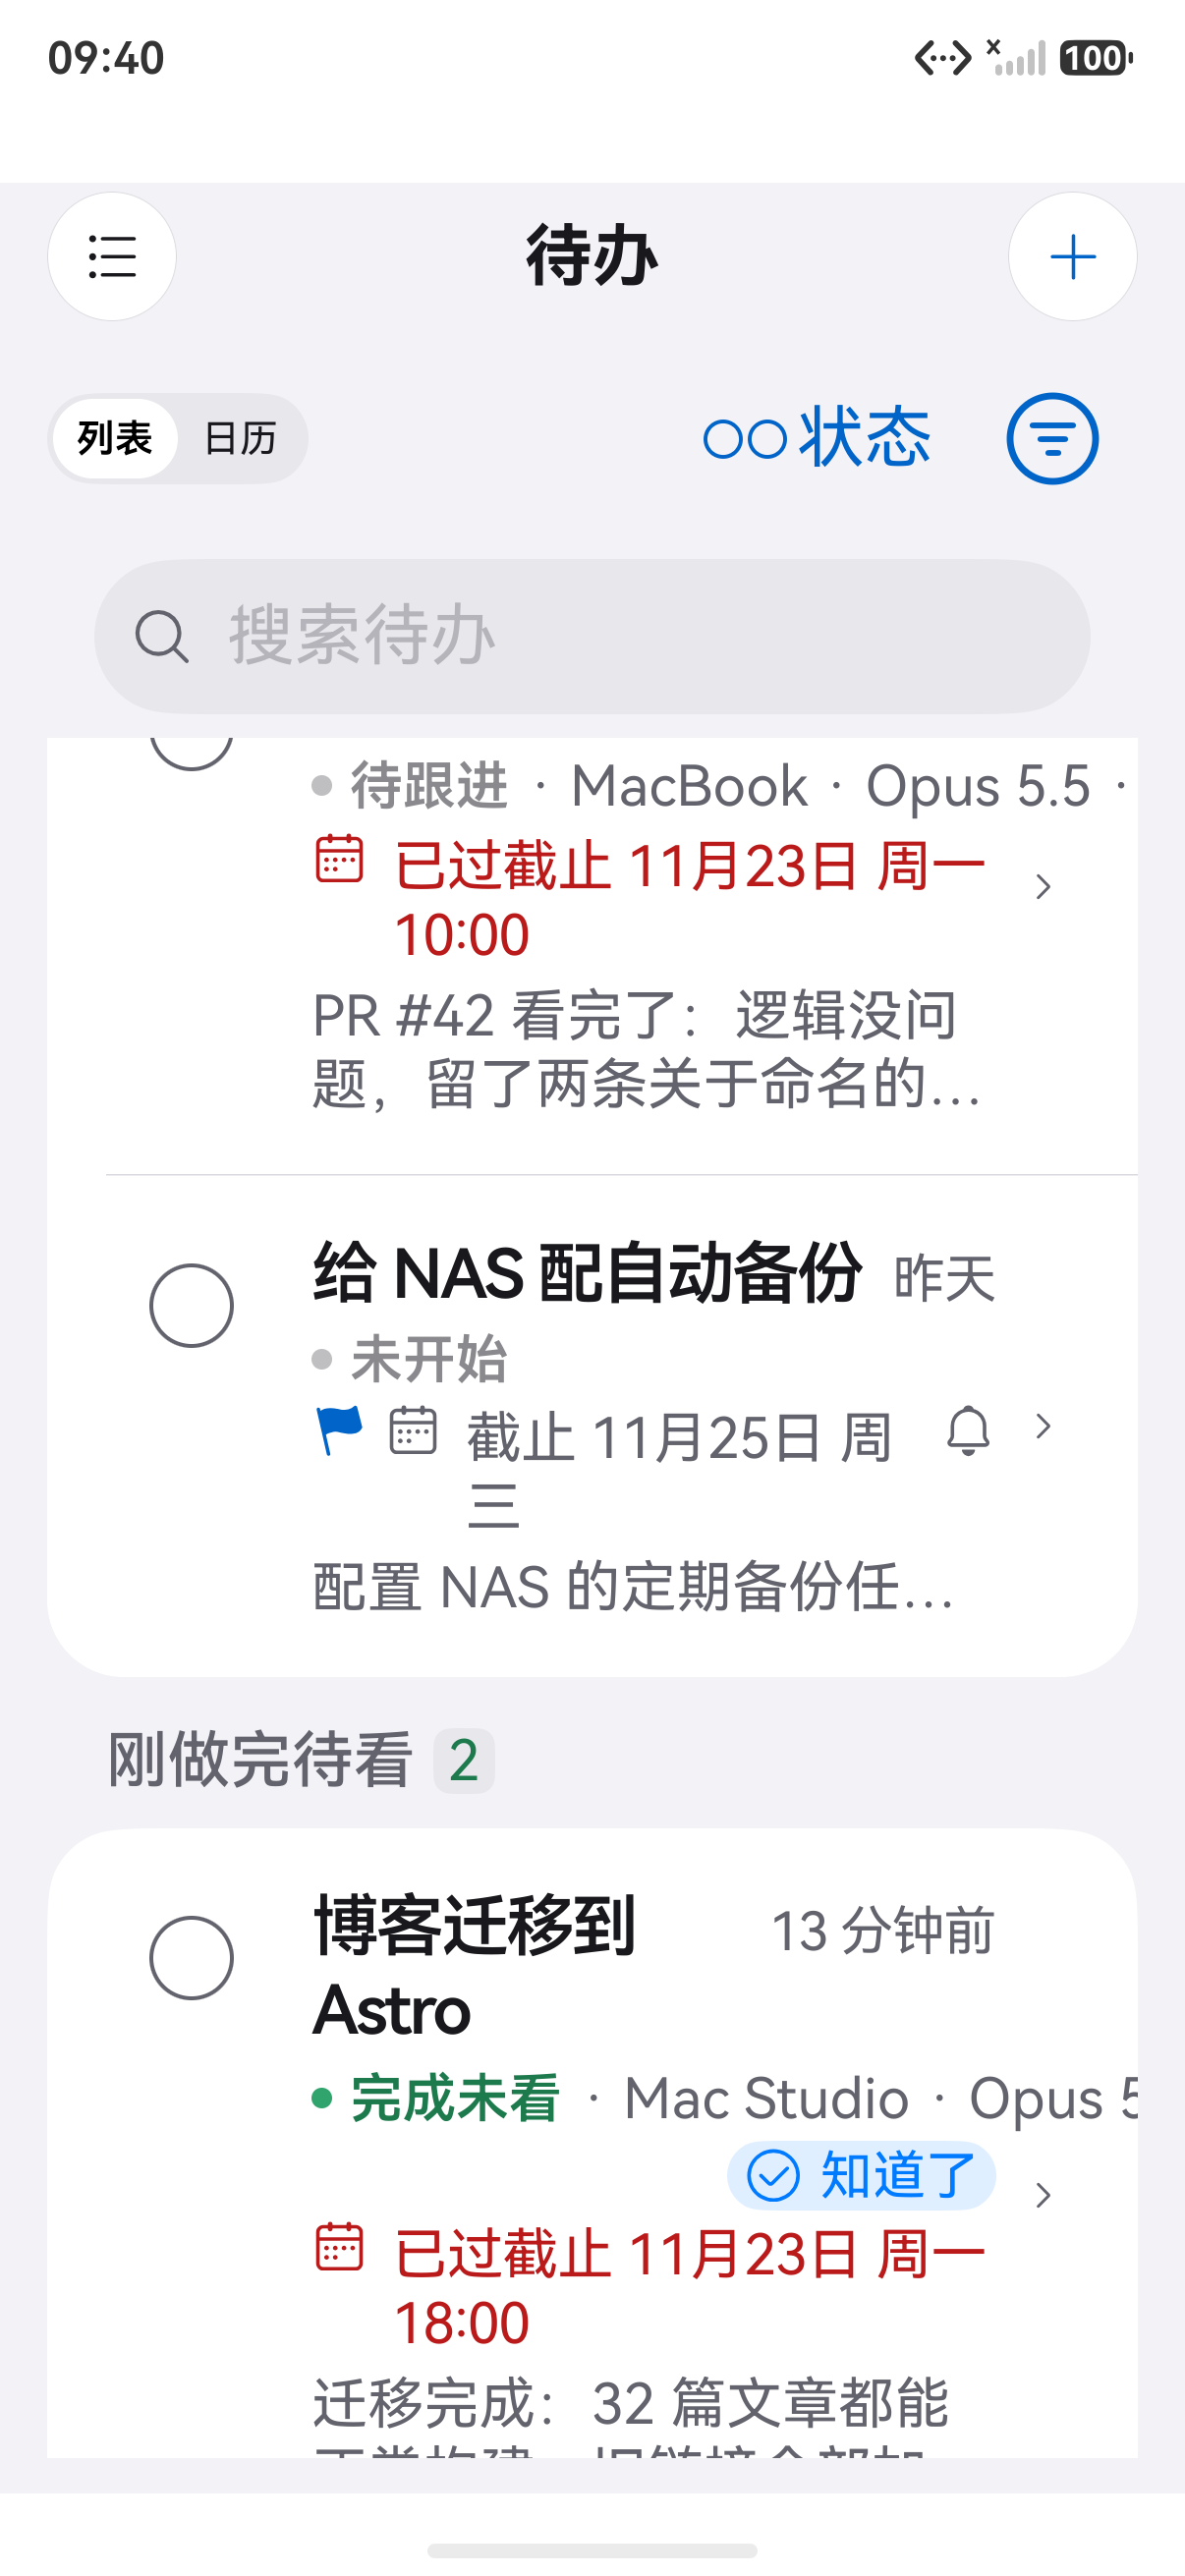 09:40
100
待办
列表
日历
状态
搜索待办
待跟进 · MacBook · Opus 5.5 ·
已过截止 11月23日 周一
10:00
PR #42 看完了：逻辑没问
题，留了两条关于命名的…
给 NAS 配自动备份
昨天
未开始
截止 11月25日 周
三
配置 NAS 的定期备份任…
刚做完待看 2
博客迁移到
Astro
13 分钟前
完成未看 · Mac Studio · Opus 5
知道了
已过截止 11月23日 周一
18:00
迁移完成：32 篇文章都能